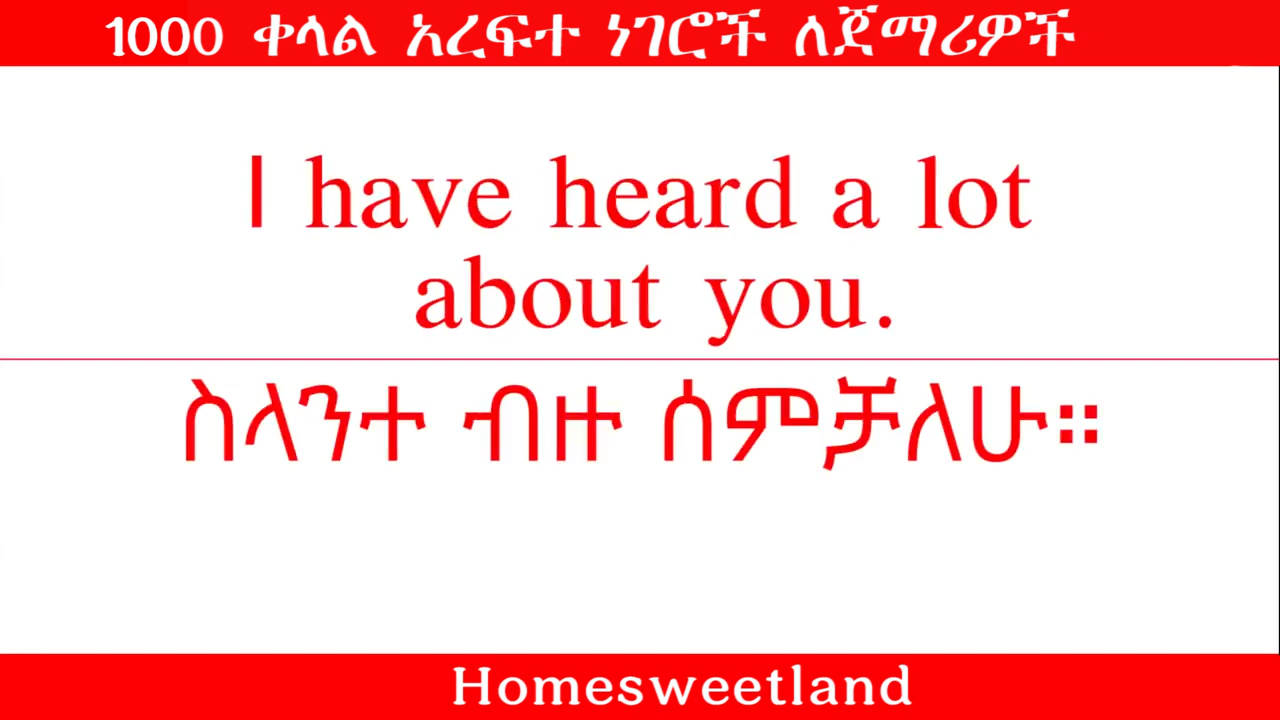 1000 ቀላል አረፍተ ነገሮች ለጀማሪዎች
I have heard a lot
about you.
ስላንተ ብዙ ሰምቻለሁ።
Homesweetland